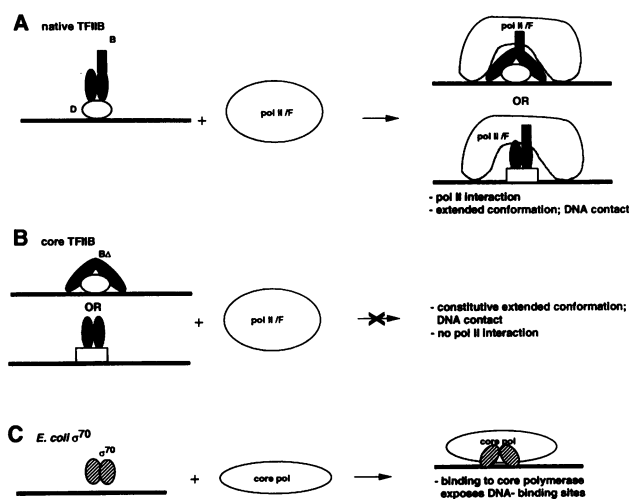 A native TFIIB
B
D
+
pol II /F
pol II /F
OR
pol II /F
- pol II interaction
- extended conformation; DNA contact
B core TFIIB
BΔ
OR
+
pol II /F
- constitutive extended conformation;
DNA contact
- no pol II interaction
C E. coli σ70
σ70
+
core pol
core pol
- binding to core polymerase
exposes DNA- binding sites